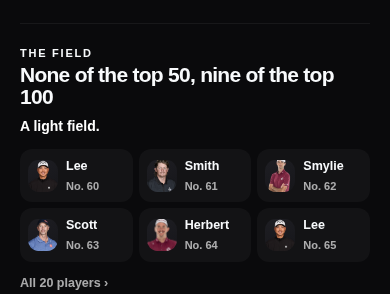 THE FIELD
None of the top 50, nine of the top
100
A light field.
Lee
No. 60
Smith
No. 61
Smylie
No. 62
Scott
No. 63
Herbert
No. 64
Lee
No. 65
All 20 players ›